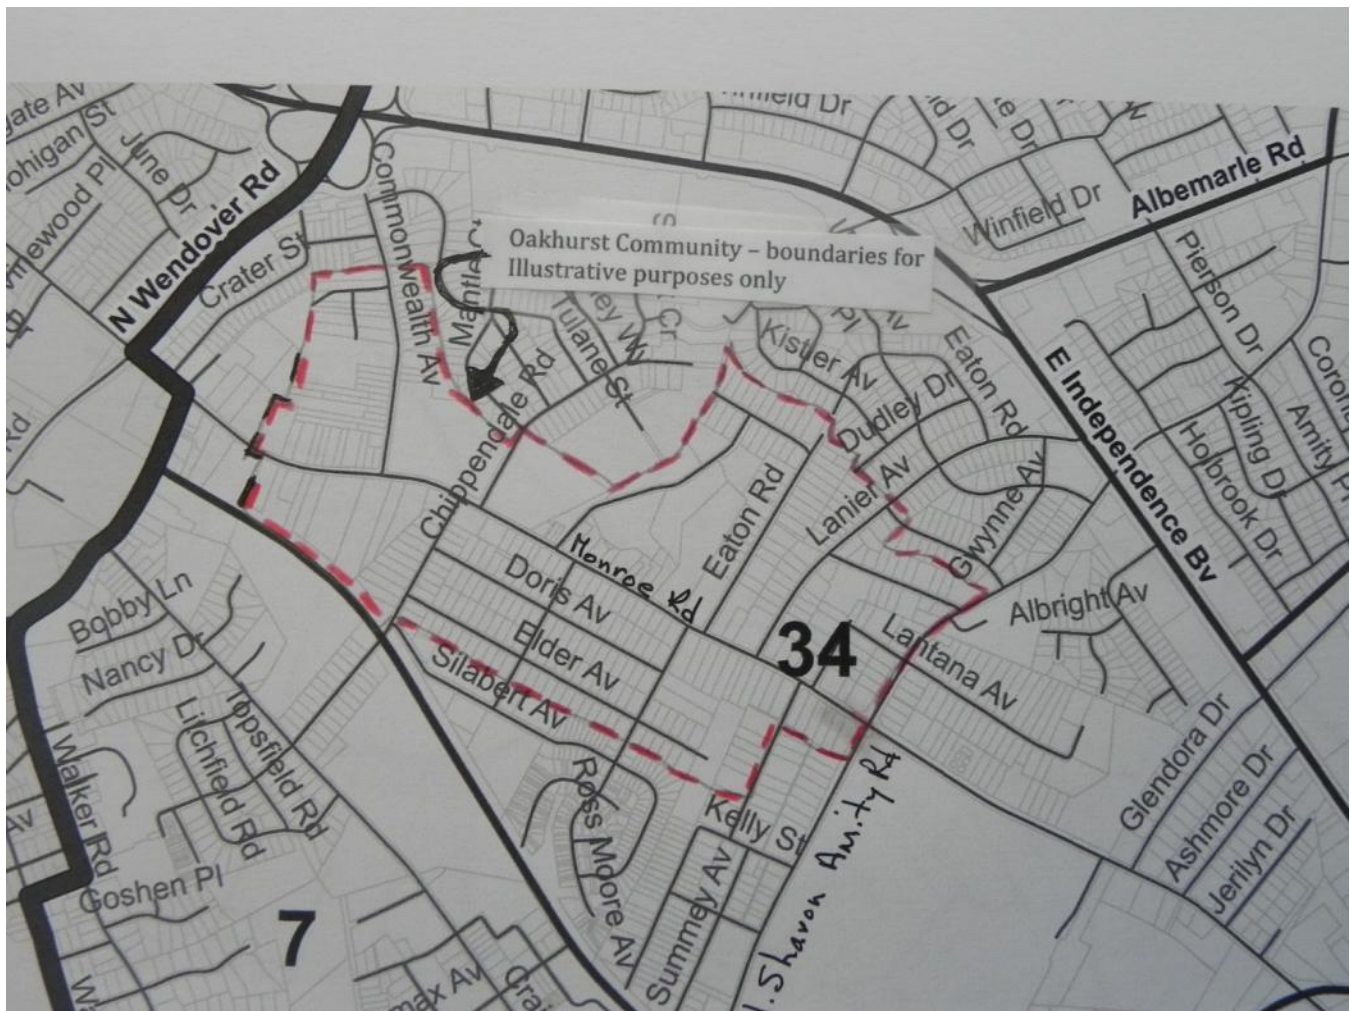 Oakhurst Community – boundaries for
Illustrative purposes only
gate Av
June Dr
N Wendover Rd
Crater St
Commonwealth Av
Winfield Dr
Albemarle Rd
Pierson Dr
Tulane St
Chippendale Rd
Kistler Av
Dudley Dr
Eaton Rd
E Independence Bv
Kipling Dr
Holbrook Dr
Lanier Av
Gwynne Av
Eaton Rd
Monroe Rd
Doris Av
Elder Av
Silabert Av
34
Lantana Av
Albright Av
Bobby Ln
Nancy Dr
Topsfield Rd
Litchfield Rd
Walker Rd
Goshen Pl
7
Ross Moore Av
Kelly St
Summey Av
Sharon Amity Rd
Glendora Dr
Ashmore Dr
Jerilyn Dr